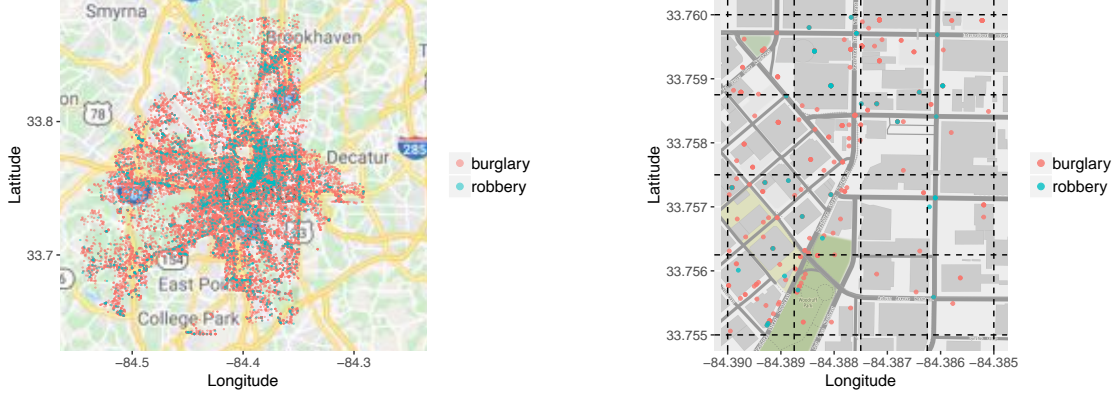 Smyrna
Brookhaven
78
33.8
Decatur
285
burglary
robbery
Latitude
33.7
154
East Poi
College Park
−84.5
−84.4
−84.3
Longitude
33.760
33.759
33.758
33.757
33.756
33.755
Latitude
burglary
robbery
−84.390
−84.389
−84.388
−84.387
−84.386
−84.385
Longitude